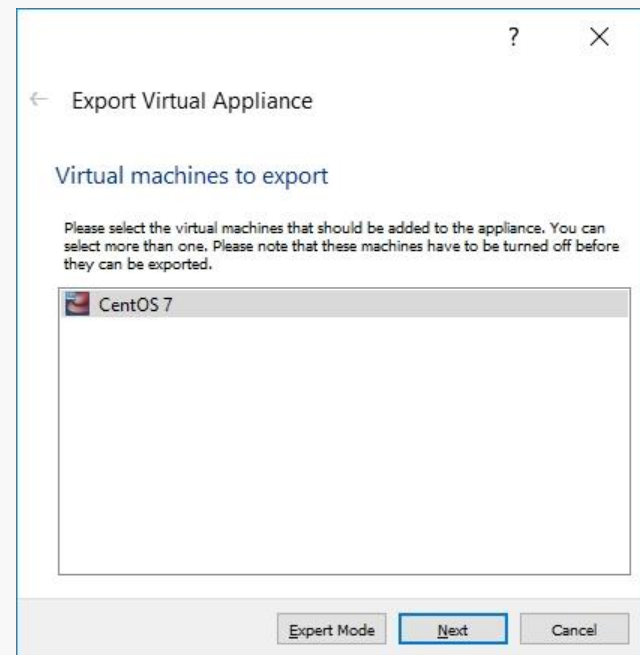 ?
Export Virtual Appliance
Virtual machines to export
Please select the virtual machines that should be added to the appliance. You can
select more than one. Please note that these machines have to be turned off before
they can be exported.
CentOS 7
Expert Mode Next Cancel